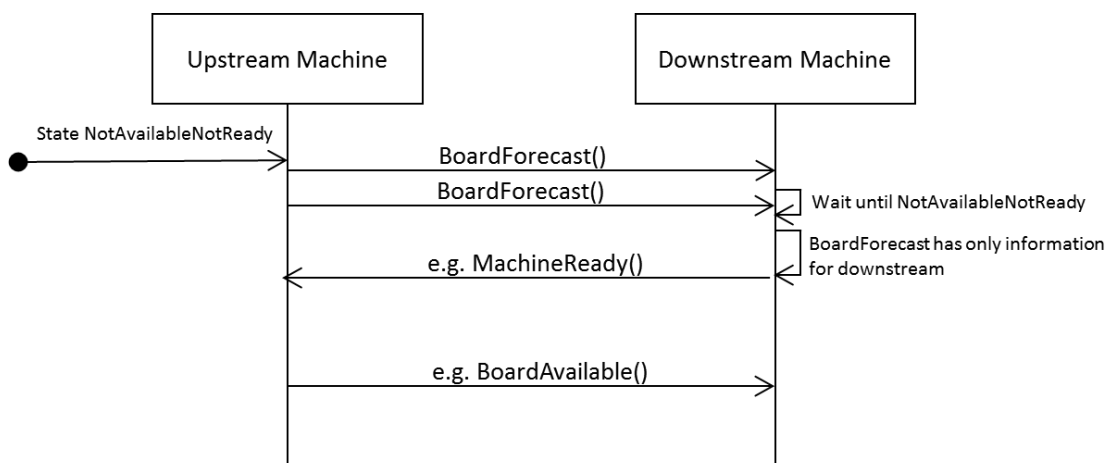 Upstream Machine
Downstream Machine
State NotAvailableNotReady
BoardForecast()
BoardForecast()
Wait until NotAvailableNotReady
BoardForecast has only information
for downstream
e.g. MachineReady()
e.g. BoardAvailable()